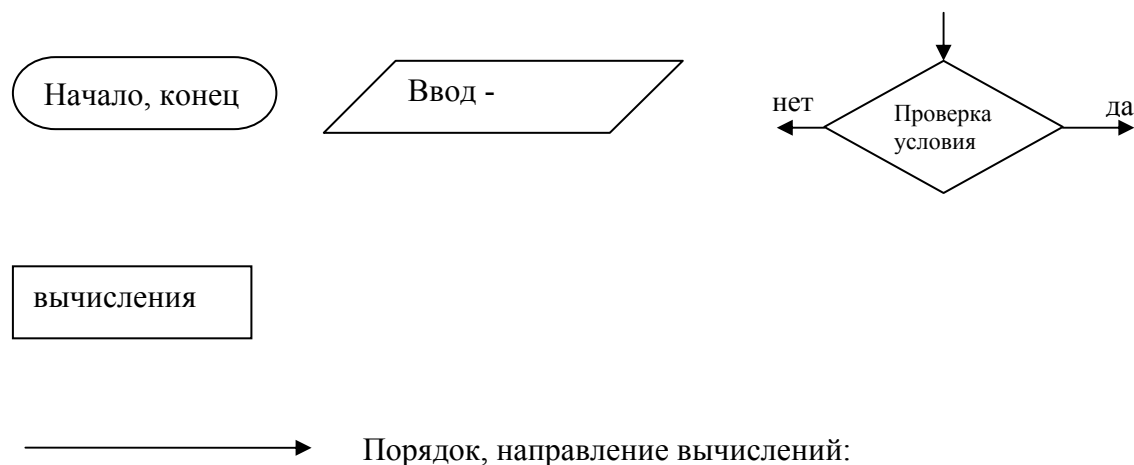 Начало, конец
Ввод -
нет
Проверка
условия
да
вычисления
Порядок, направление вычислений: